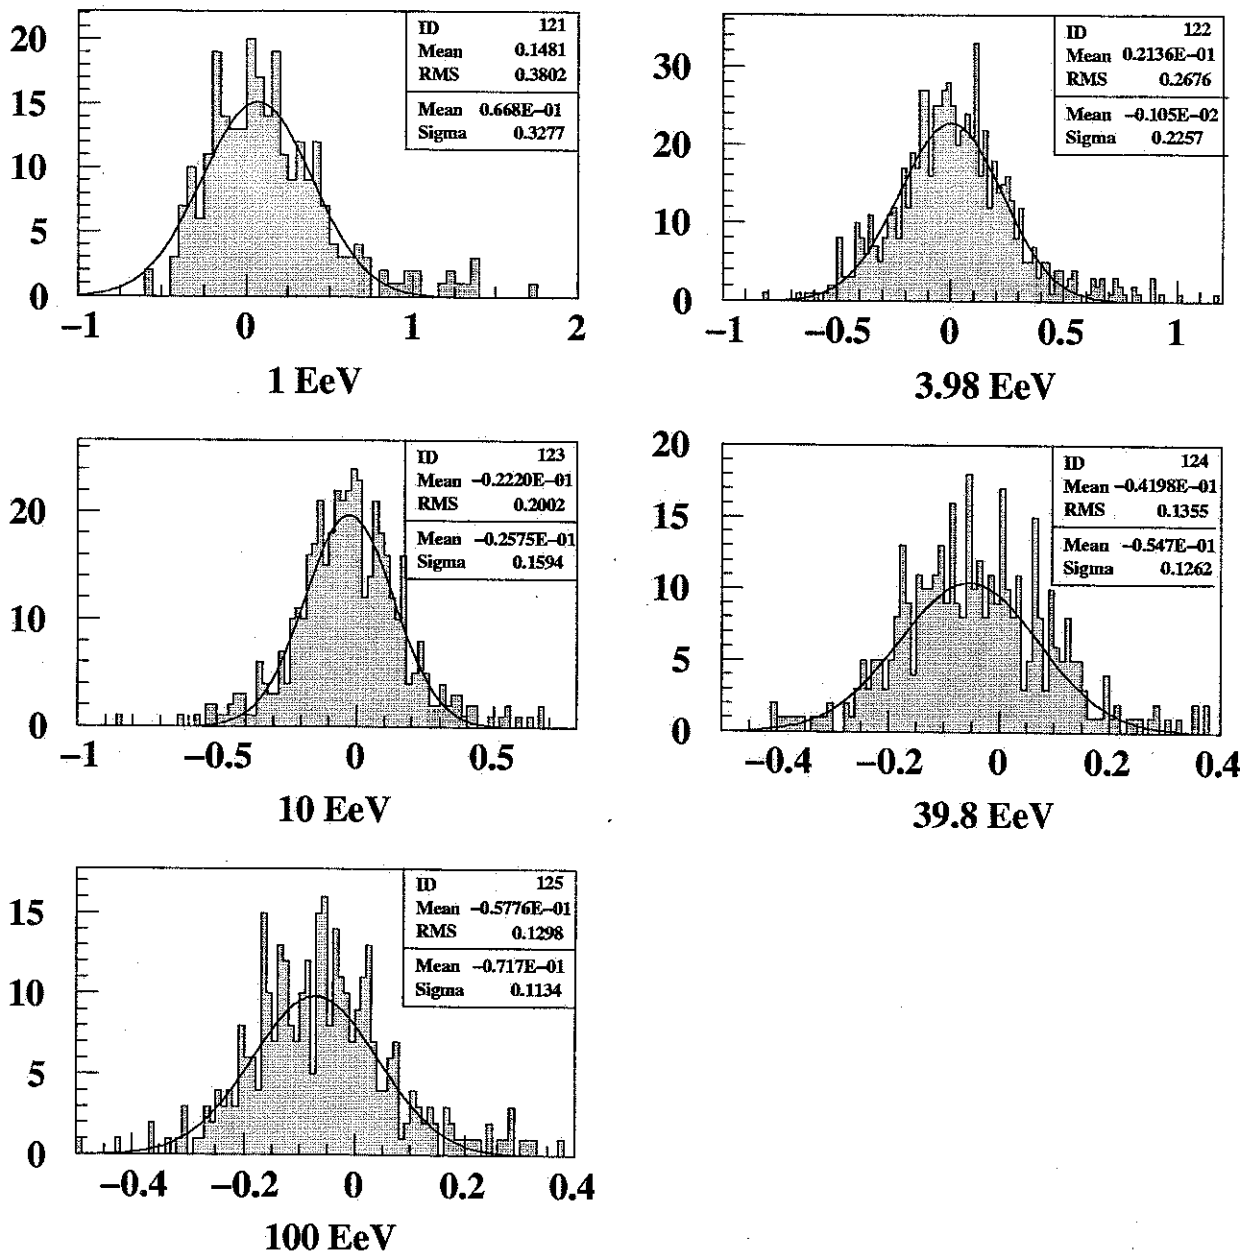 20
15
10
5
0
ID 121
Mean 0.1481
RMS 0.3802
Mean 0.668E−01
Sigma 0.3277
−1 0 1 2
1 EeV
30
20
10
0
ID 122
Mean 0.2136E−01
RMS 0.2676
Mean −0.105E−02
Sigma 0.2257
−1 −0.5 0 0.5 1
3.98 EeV
20
10
0
ID 123
Mean −0.2220E−01
RMS 0.2002
Mean −0.2575E−01
Sigma 0.1594
−1 −0.5 0 0.5
10 EeV
20
15
10
5
0
ID 124
Mean −0.4198E−01
RMS 0.1355
Mean −0.547E−01
Sigma 0.1262
−0.4 −0.2 0 0.2 0.4
39.8 EeV
15
10
5
0
ID 125
Mean −0.5776E−01
RMS 0.1298
Mean −0.717E−01
Sigma 0.1134
−0.4 −0.2 0 0.2 0.4
100 EeV